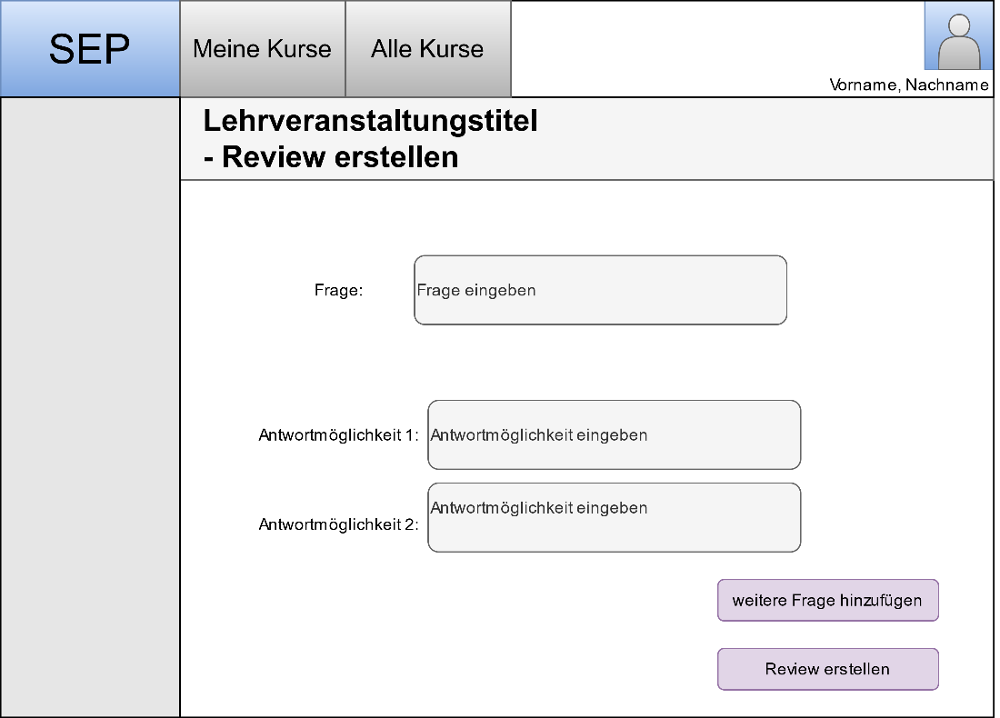 SEP
Meine Kurse
Alle Kurse
Vorname, Nachname
Lehrveranstaltungstitel
- Review erstellen
Frage:
Frage eingeben
Antwortmöglichkeit 1:
Antwortmöglichkeit eingeben
Antwortmöglichkeit 2:
Antwortmöglichkeit eingeben
weitere Frage hinzufügen
Review erstellen